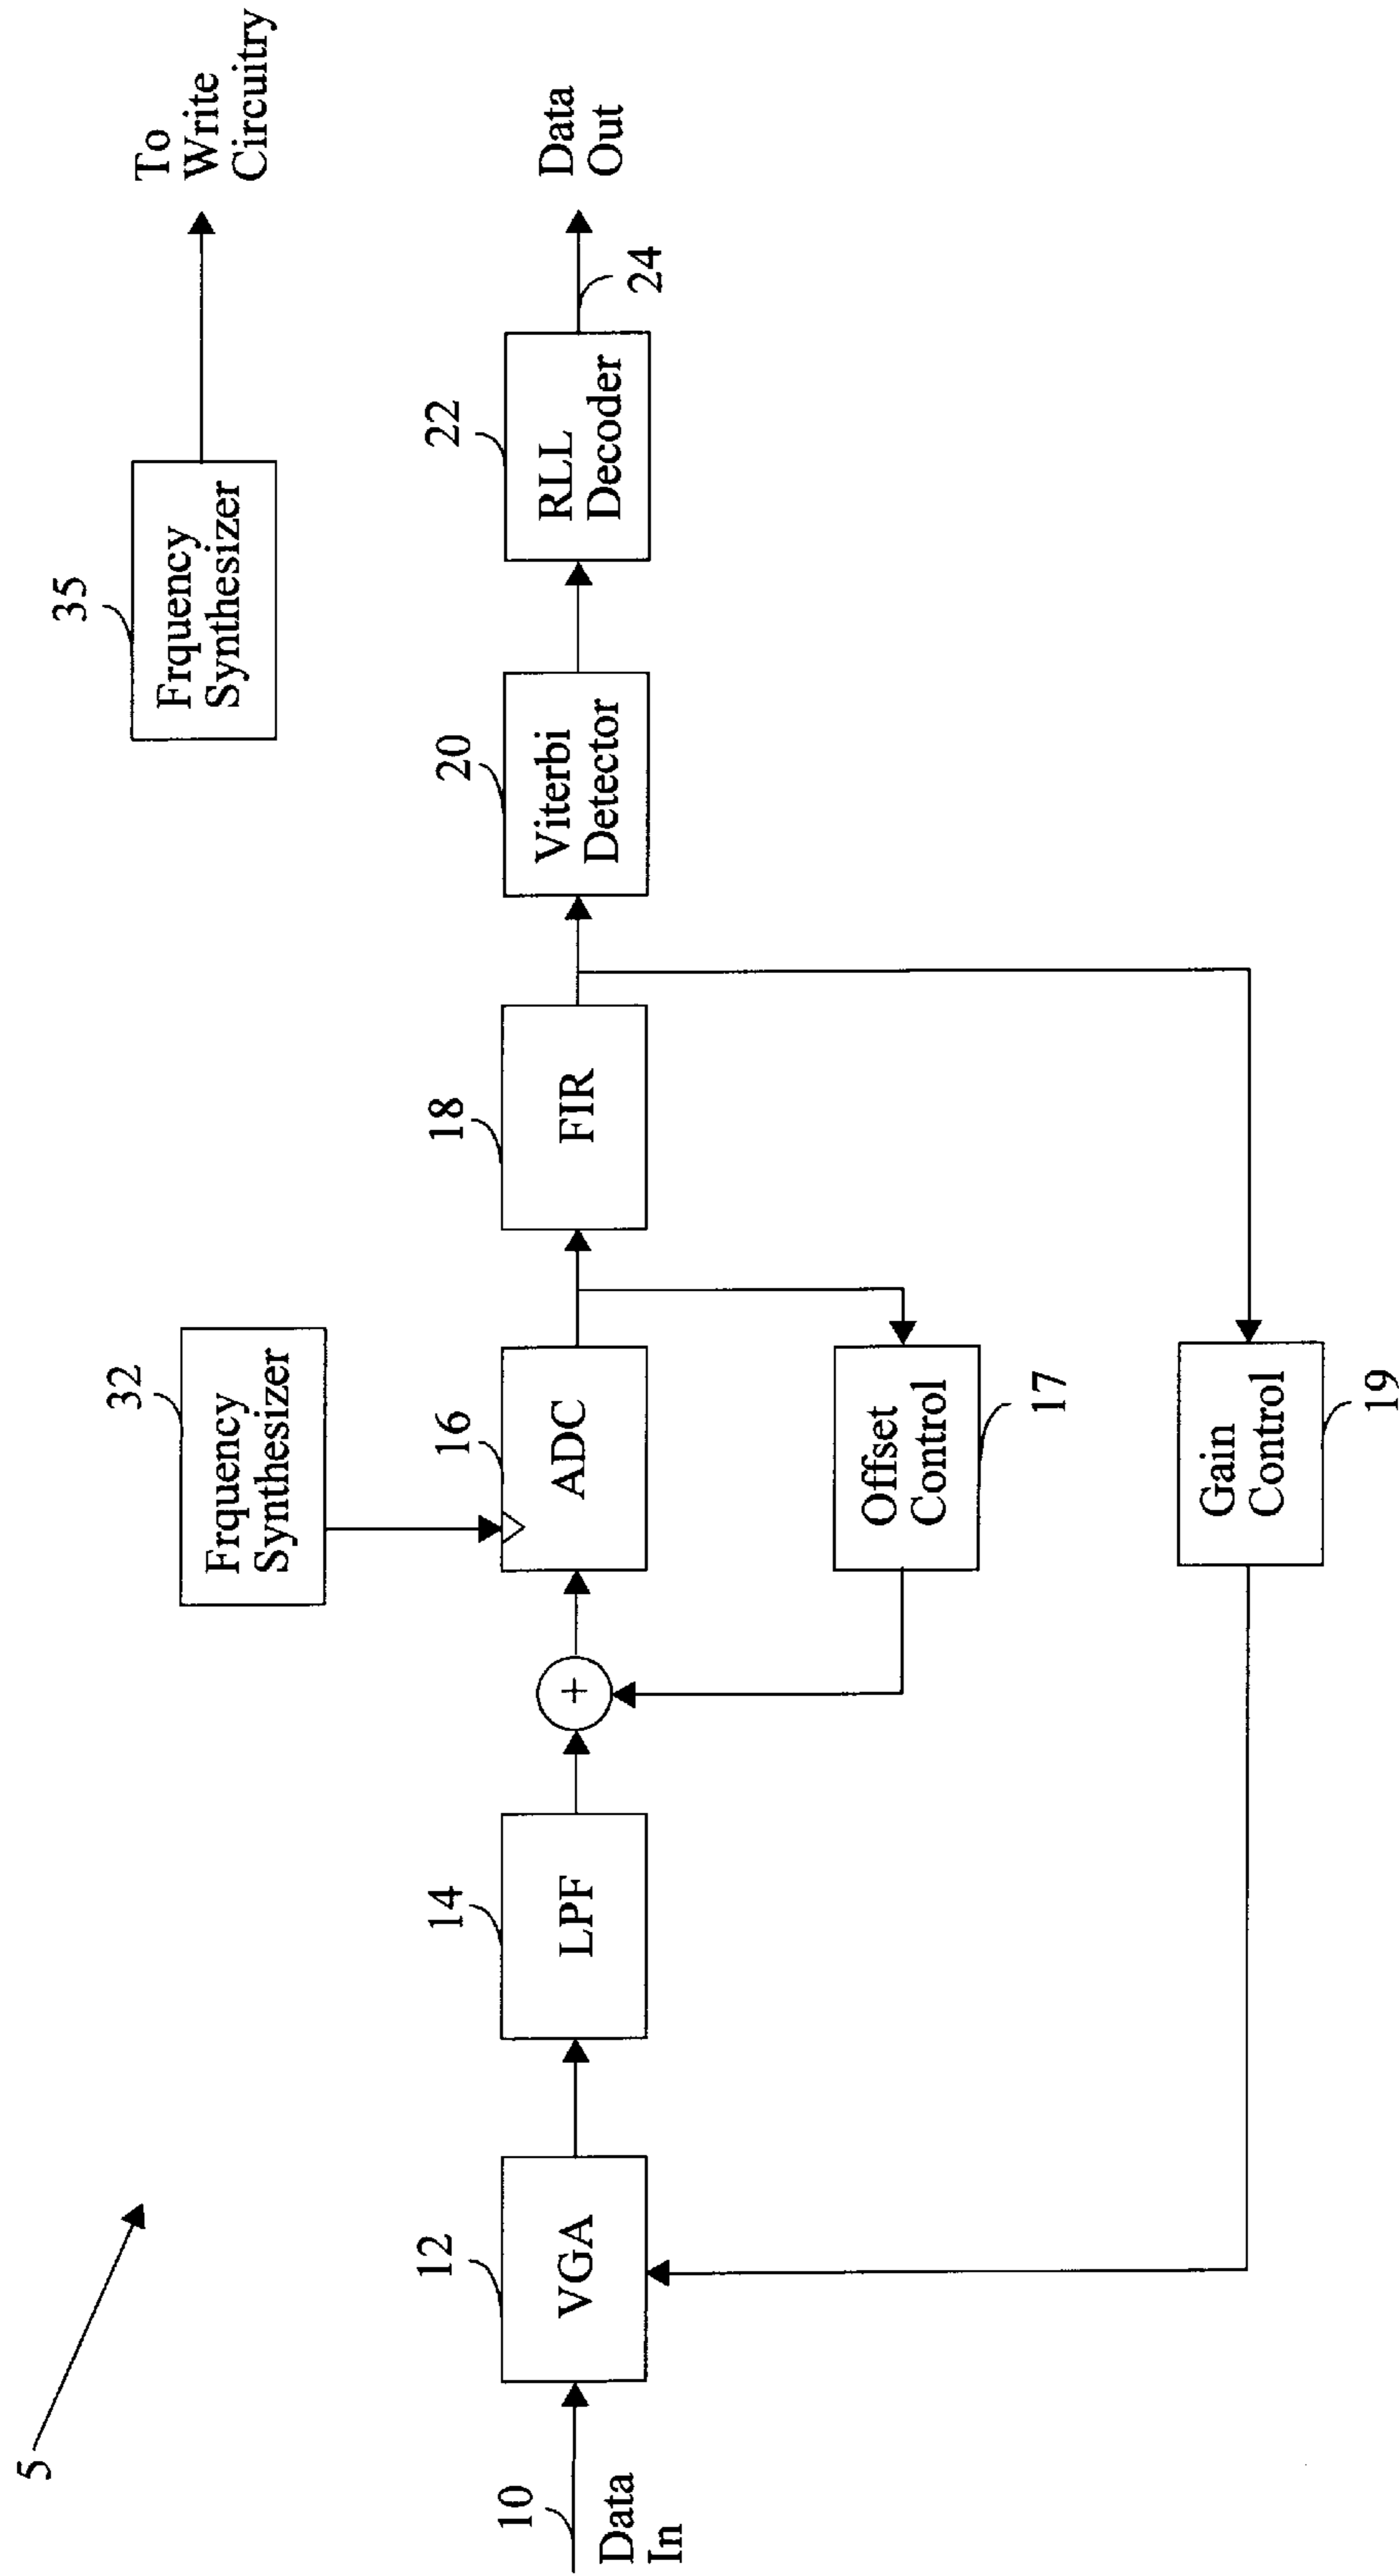 5
35
Frquency
Synthesizer
To
Write
Circuitry
32
Frquency
Synthesizer
10
Data
In
12
VGA
14
LPF
+
16
ADC
18
FIR
20
Viterbi
Detector
22
RLL
Decoder
24
Data
Out
Offset
Control
17
Gain
Control
19